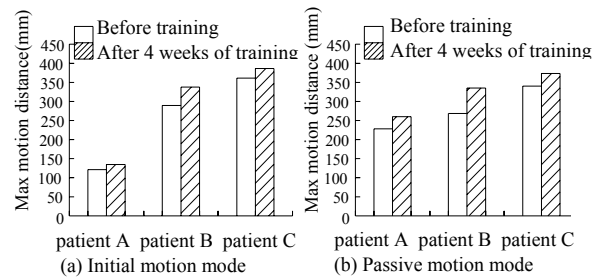 Before training
After 4 weeks of training
Max motion distance(mm)
450
400
350
300
250
200
150
100
50
0
patient A patient B patient C
(a) Initial motion mode
Before training
After 4 weeks of training
Max motion distance (mm)
450
400
350
300
250
200
150
100
50
0
patient A patient B patient C
(b) Passive motion mode